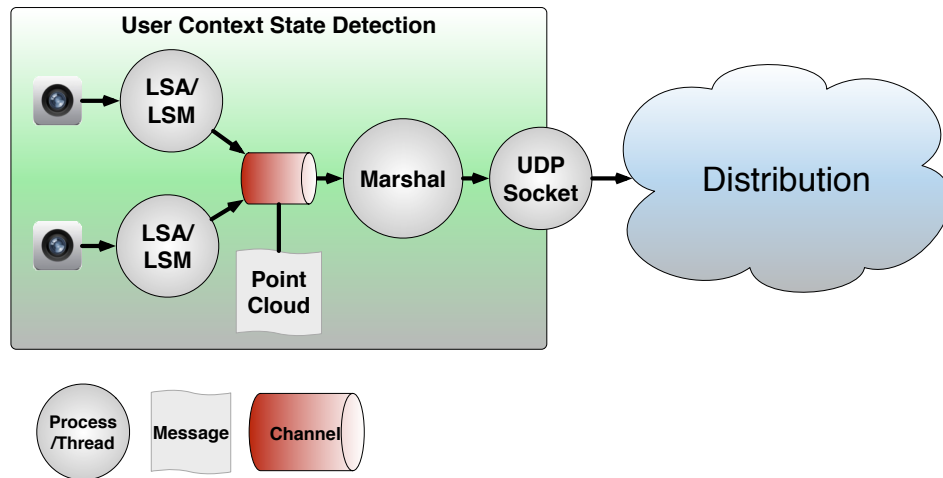 User Context State Detection
LSA/
LSM
LSA/
LSM
Point
Cloud
Marshal
UDP
Socket
Distribution
Process
/Thread
Message
Channel